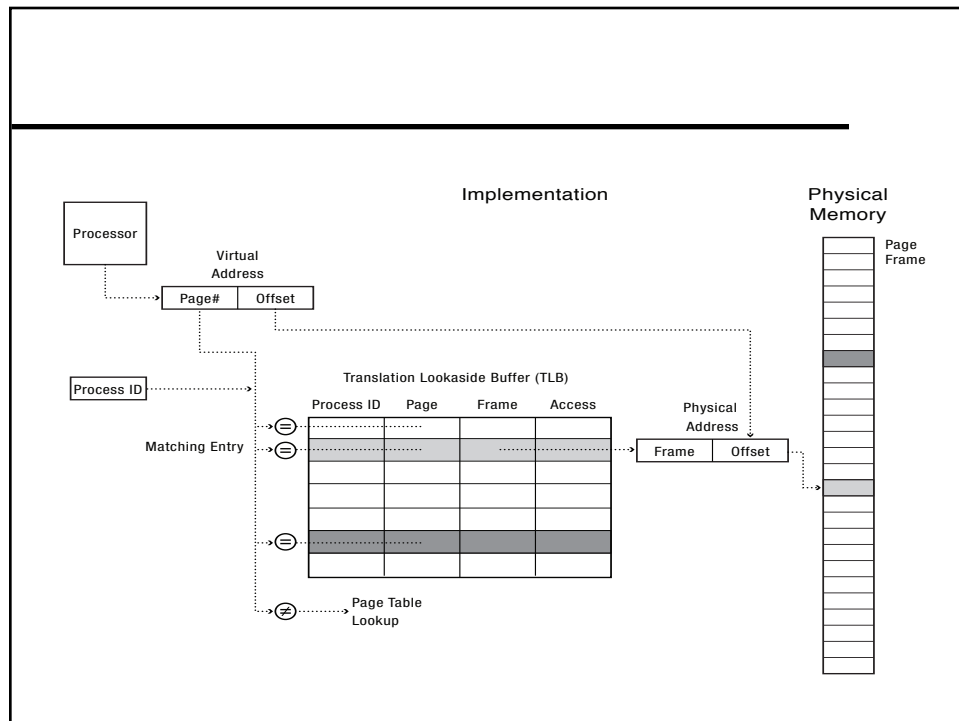 Implementation
Physical
Memory
Processor
Page
Frame
Virtual
Address
Page# Offset
Process ID
Translation Lookaside Buffer (TLB)
Process ID Page Frame Access
Physical
Address
=
Matching Entry
=
Frame Offset
=
≠
Page Table
Lookup